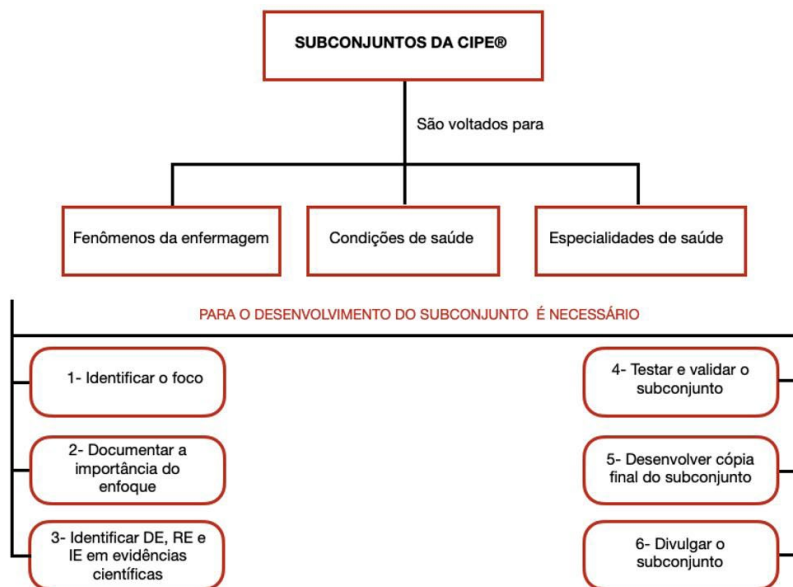 SUBCONJUNTOS DA CIPE®
São voltados para
Fenômenos da enfermagem
Condições de saúde
Especialidades de saúde
PARA O DESENVOLVIMENTO DO SUBCONJUNTO É NECESSÁRIO
1- Identificar o foco
2- Documentar a
importância do
enfoque
3- Identificar DE, RE e
IE em evidências
científicas
4- Testar e validar o
subconjunto
5- Desenvolver cópia
final do subconjunto
6- Divulgar o
subconjunto